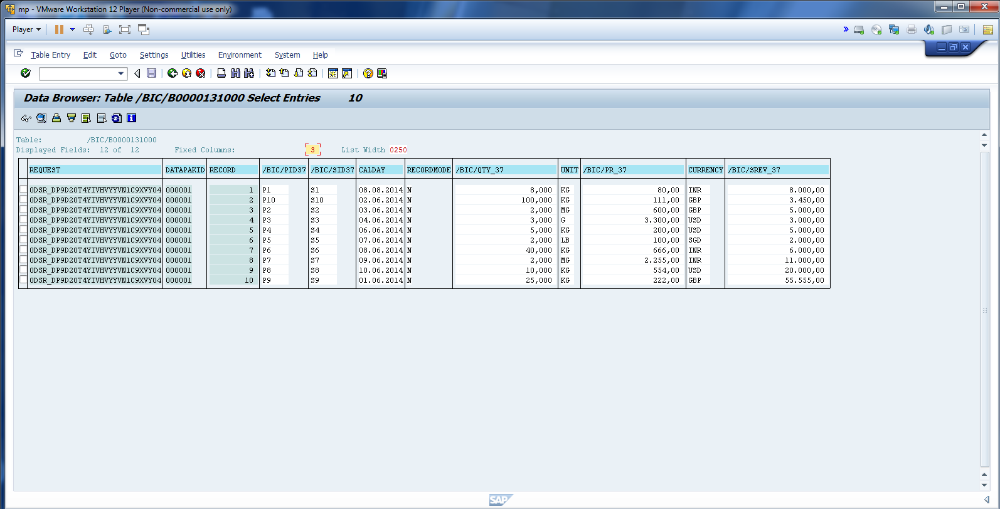 mp - VMware Workstation 12 Player (Non-commercial use only)
Player
Table Entry Edit Goto Settings Utilities Environment System Help
Data Browser: Table /BIC/B0000131000 Select Entries 10
Table: /BIC/B0000131000
Displayed Fields: 12 of 12 Fixed Columns: 3 List Width 0250
REQUEST DATAPAKID RECORD /BIC/PID37 /BIC/SID37 CALDAY RECORDMODE /BIC/QTY_37 UNIT /BIC/PR_37 CURRENCY /BIC/SREV_37
ODSR_DP9D2OT4YIVHVYYVN1C9XVY04 000001 1 P1 S1 08.08.2014 N 8,000 KG 80,00 INR 8.000,00
ODSR_DP9D2OT4YIVHVYYVN1C9XVY04 000001 2 P10 S10 02.06.2014 N 100,000 KG 111,00 GBP 3.450,00
ODSR_DP9D2OT4YIVHVYYVN1C9XVY04 000001 3 P2 S2 03.06.2014 N 2,000 MG 600,00 GBP 5.000,00
ODSR_DP9D2OT4YIVHVYYVN1C9XVY04 000001 4 P3 S3 04.06.2014 N 3,000 G 3.300,00 USD 3.000,00
ODSR_DP9D2OT4YIVHVYYVN1C9XVY04 000001 5 P4 S4 06.06.2014 N 5,000 KG 200,00 USD 5.000,00
ODSR_DP9D2OT4YIVHVYYVN1C9XVY04 000001 6 P5 S5 07.06.2014 N 2,000 LB 100,00 SGD 2.000,00
ODSR_DP9D2OT4YIVHVYYVN1C9XVY04 000001 7 P6 S6 08.06.2014 N 40,000 KG 666,00 INR 6.000,00
ODSR_DP9D2OT4YIVHVYYVN1C9XVY04 000001 8 P7 S7 09.06.2014 N 2,000 MG 2.255,00 INR 11.000,00
ODSR_DP9D2OT4YIVHVYYVN1C9XVY04 000001 9 P8 S8 10.06.2014 N 10,000 KG 554,00 USD 20.000,00
ODSR_DP9D2OT4YIVHVYYVN1C9XVY04 000001 10 P9 S9 01.06.2014 N 25,000 KG 222,00 GBP 55.555,00
SAP